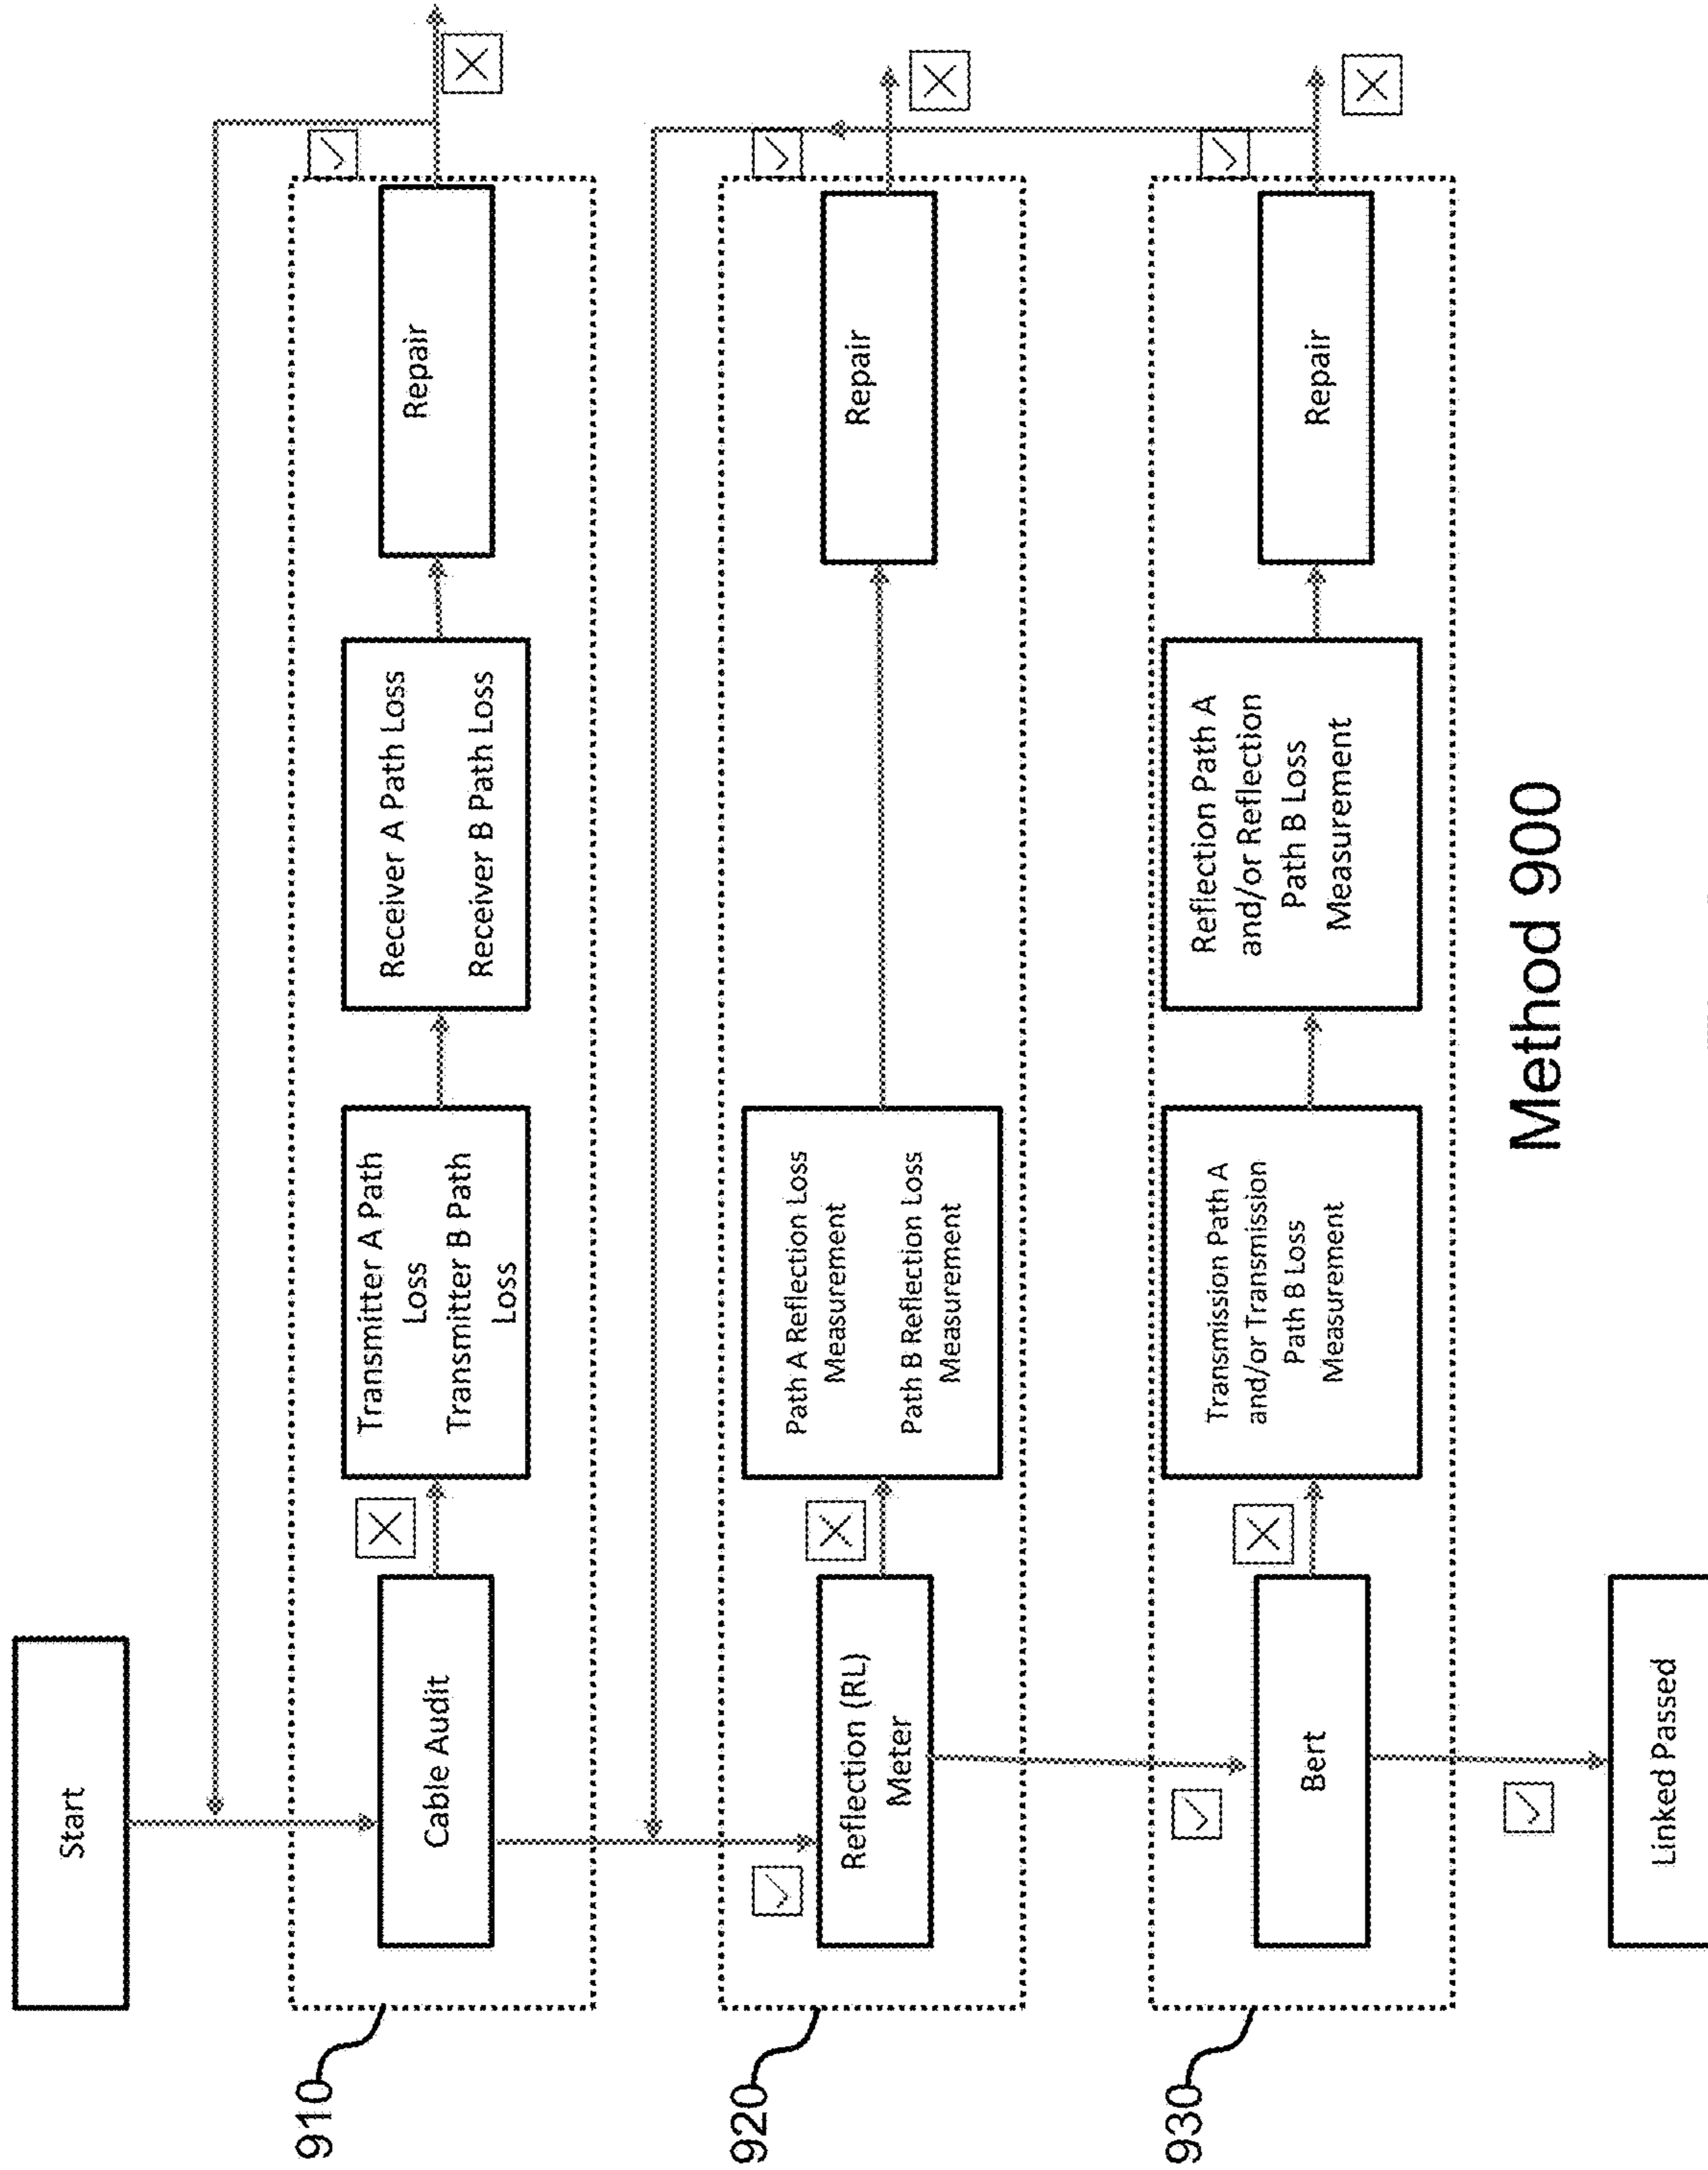 Start
910
Cable Audit
Transmitter A Path
Loss
Transmitter B Path
Loss
Receiver A Path Loss
Receiver B Path Loss
Repair
920
Reflection (RL)
Meter
Path A Reflection Loss
Measurement
Path B Reflection Loss
Measurement
Repair
930
Bert
Transmission Path A
and/or Transmission
Path B Loss
Measurement
Reflection Path A
and/or Reflection
Path B Loss
Measurement
Repair
Method 900
Linked Passed